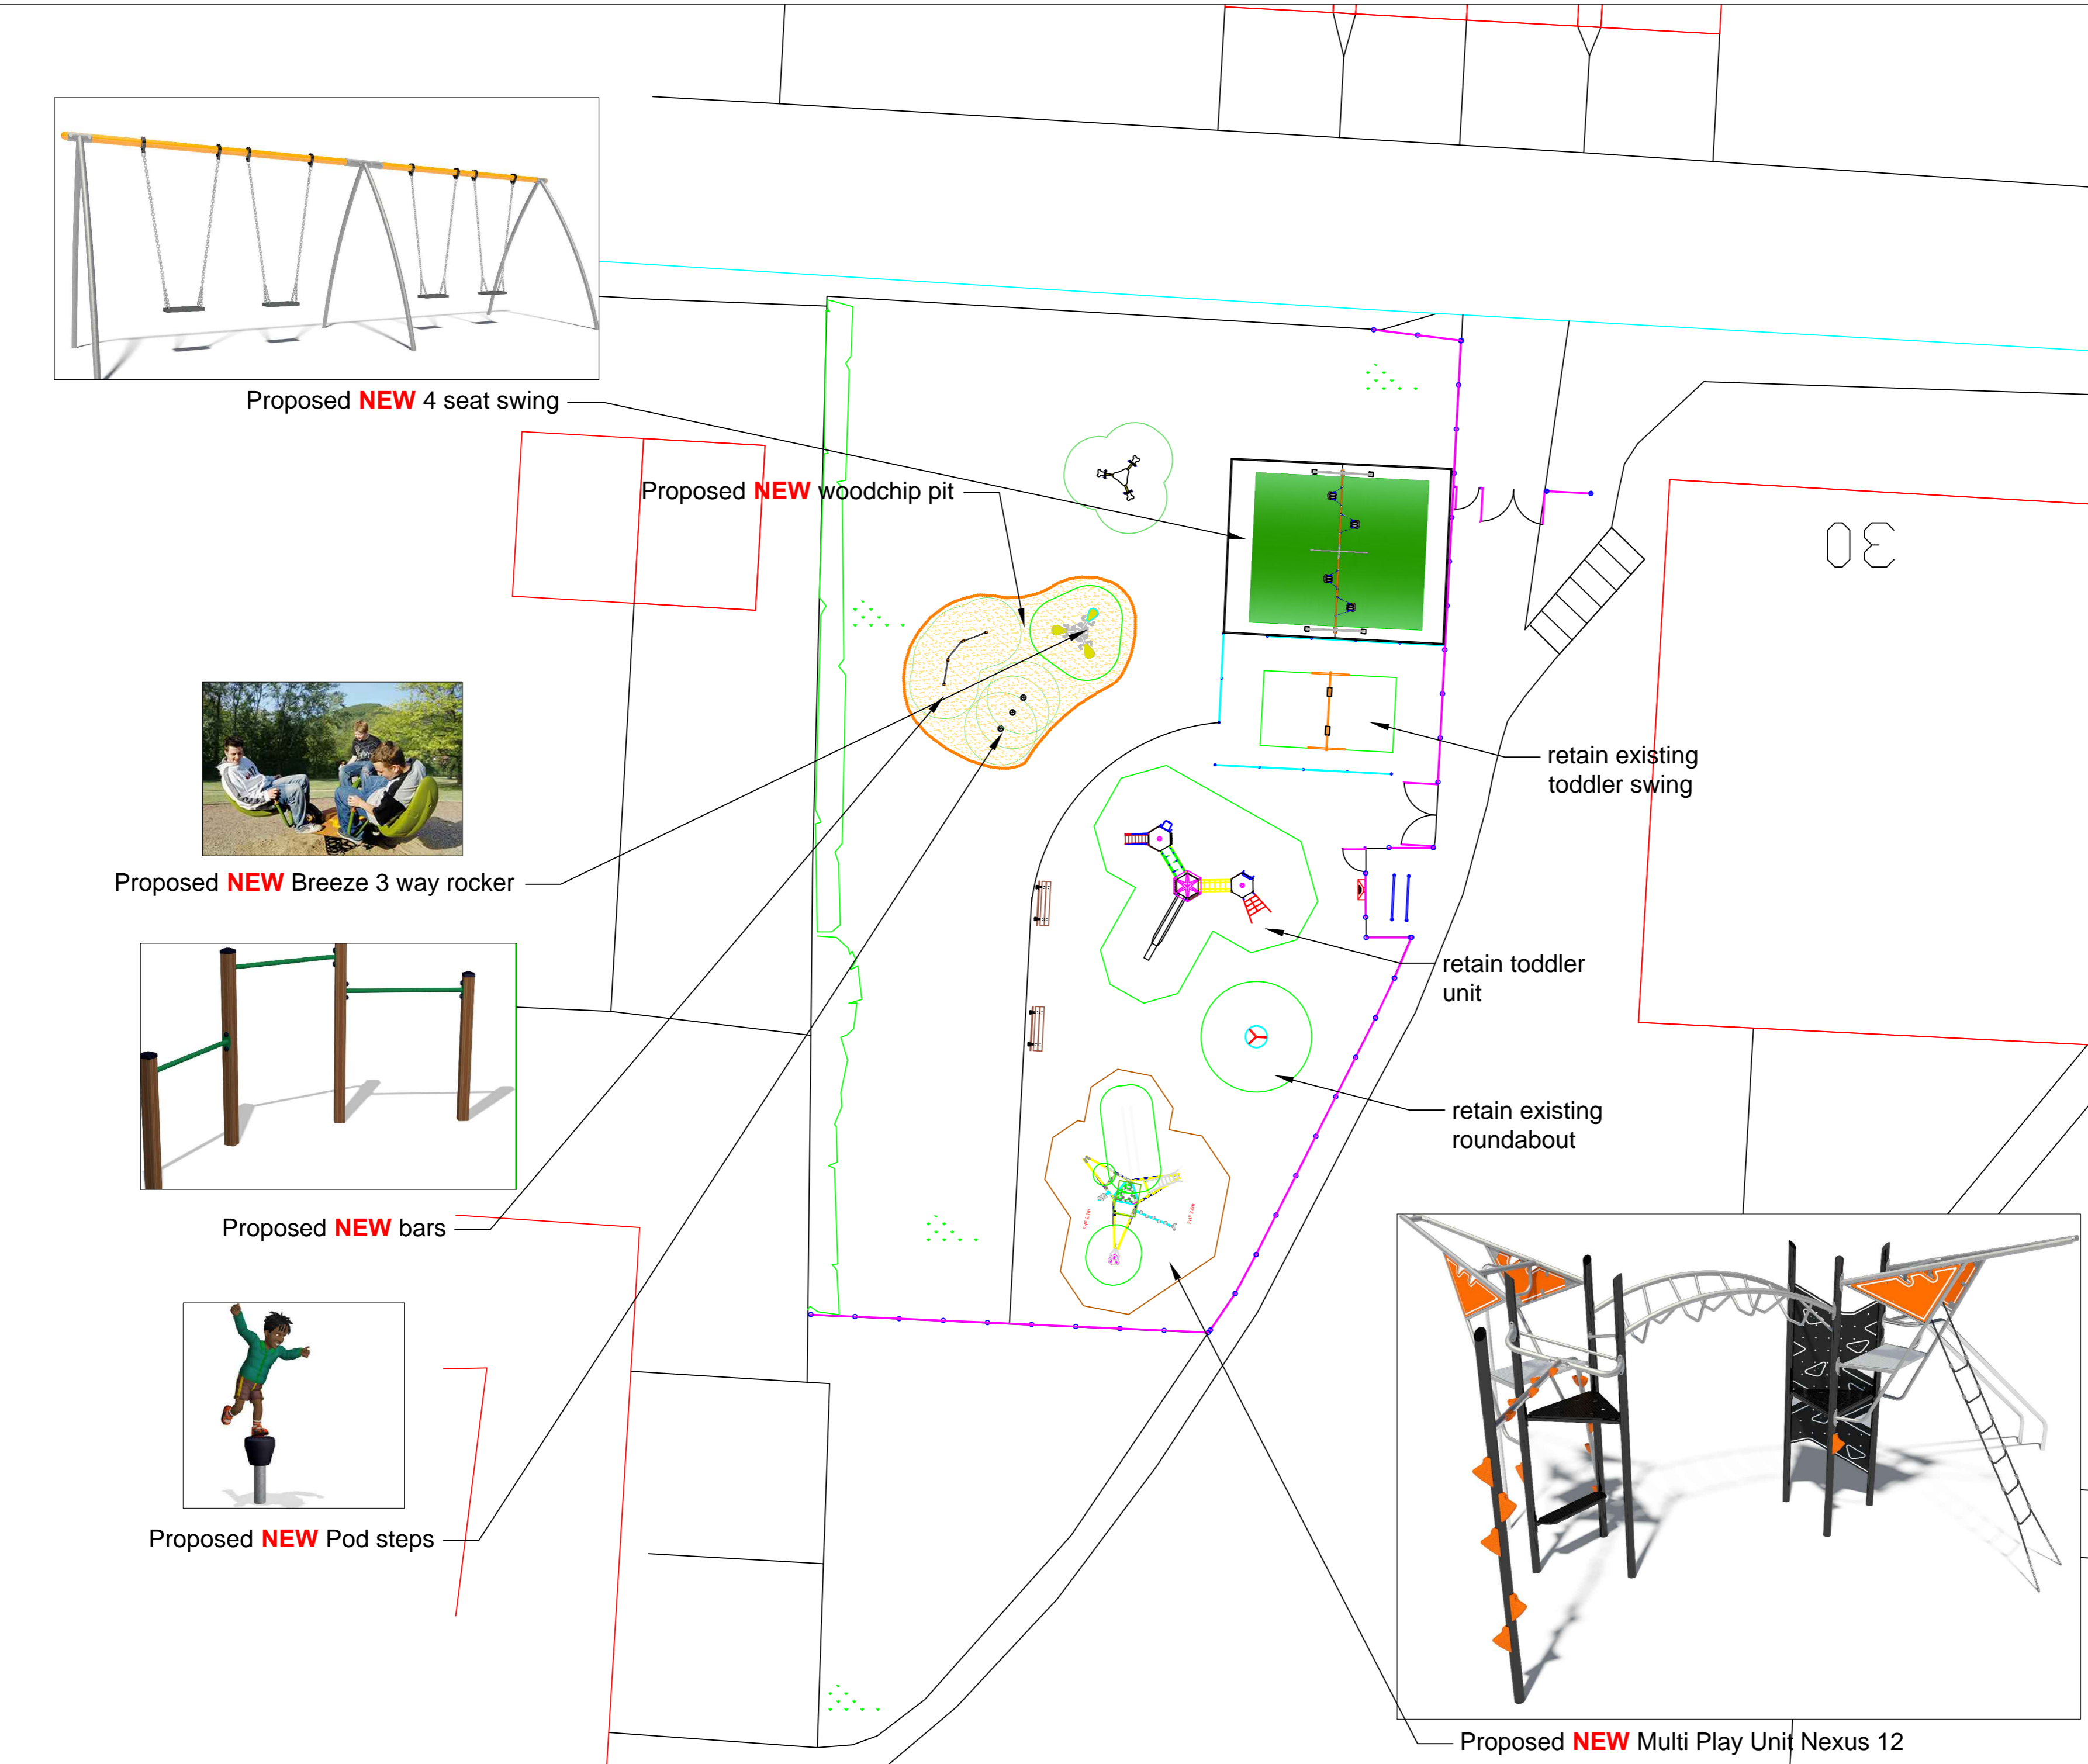 Proposed NEW 4 seat swing
Proposed NEW woodchip pit
30
retain existing
toddler swing
Proposed NEW Breeze 3 way rocker
retain toddler
unit
retain existing
roundabout
Proposed NEW bars
Proposed NEW Pod steps
Proposed NEW Multi Play Unit Nexus 12